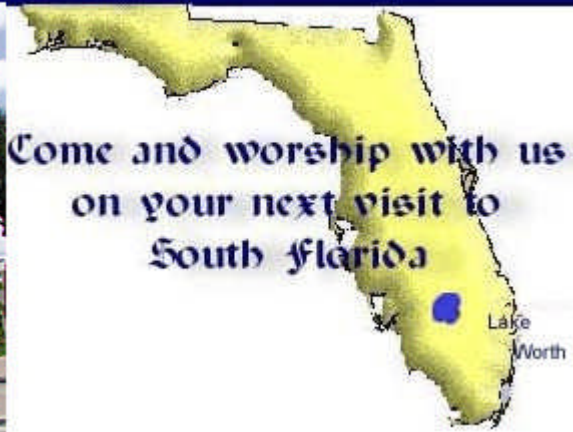 Come and worship with us
on your next visit to
South Florida
Lake
Worth